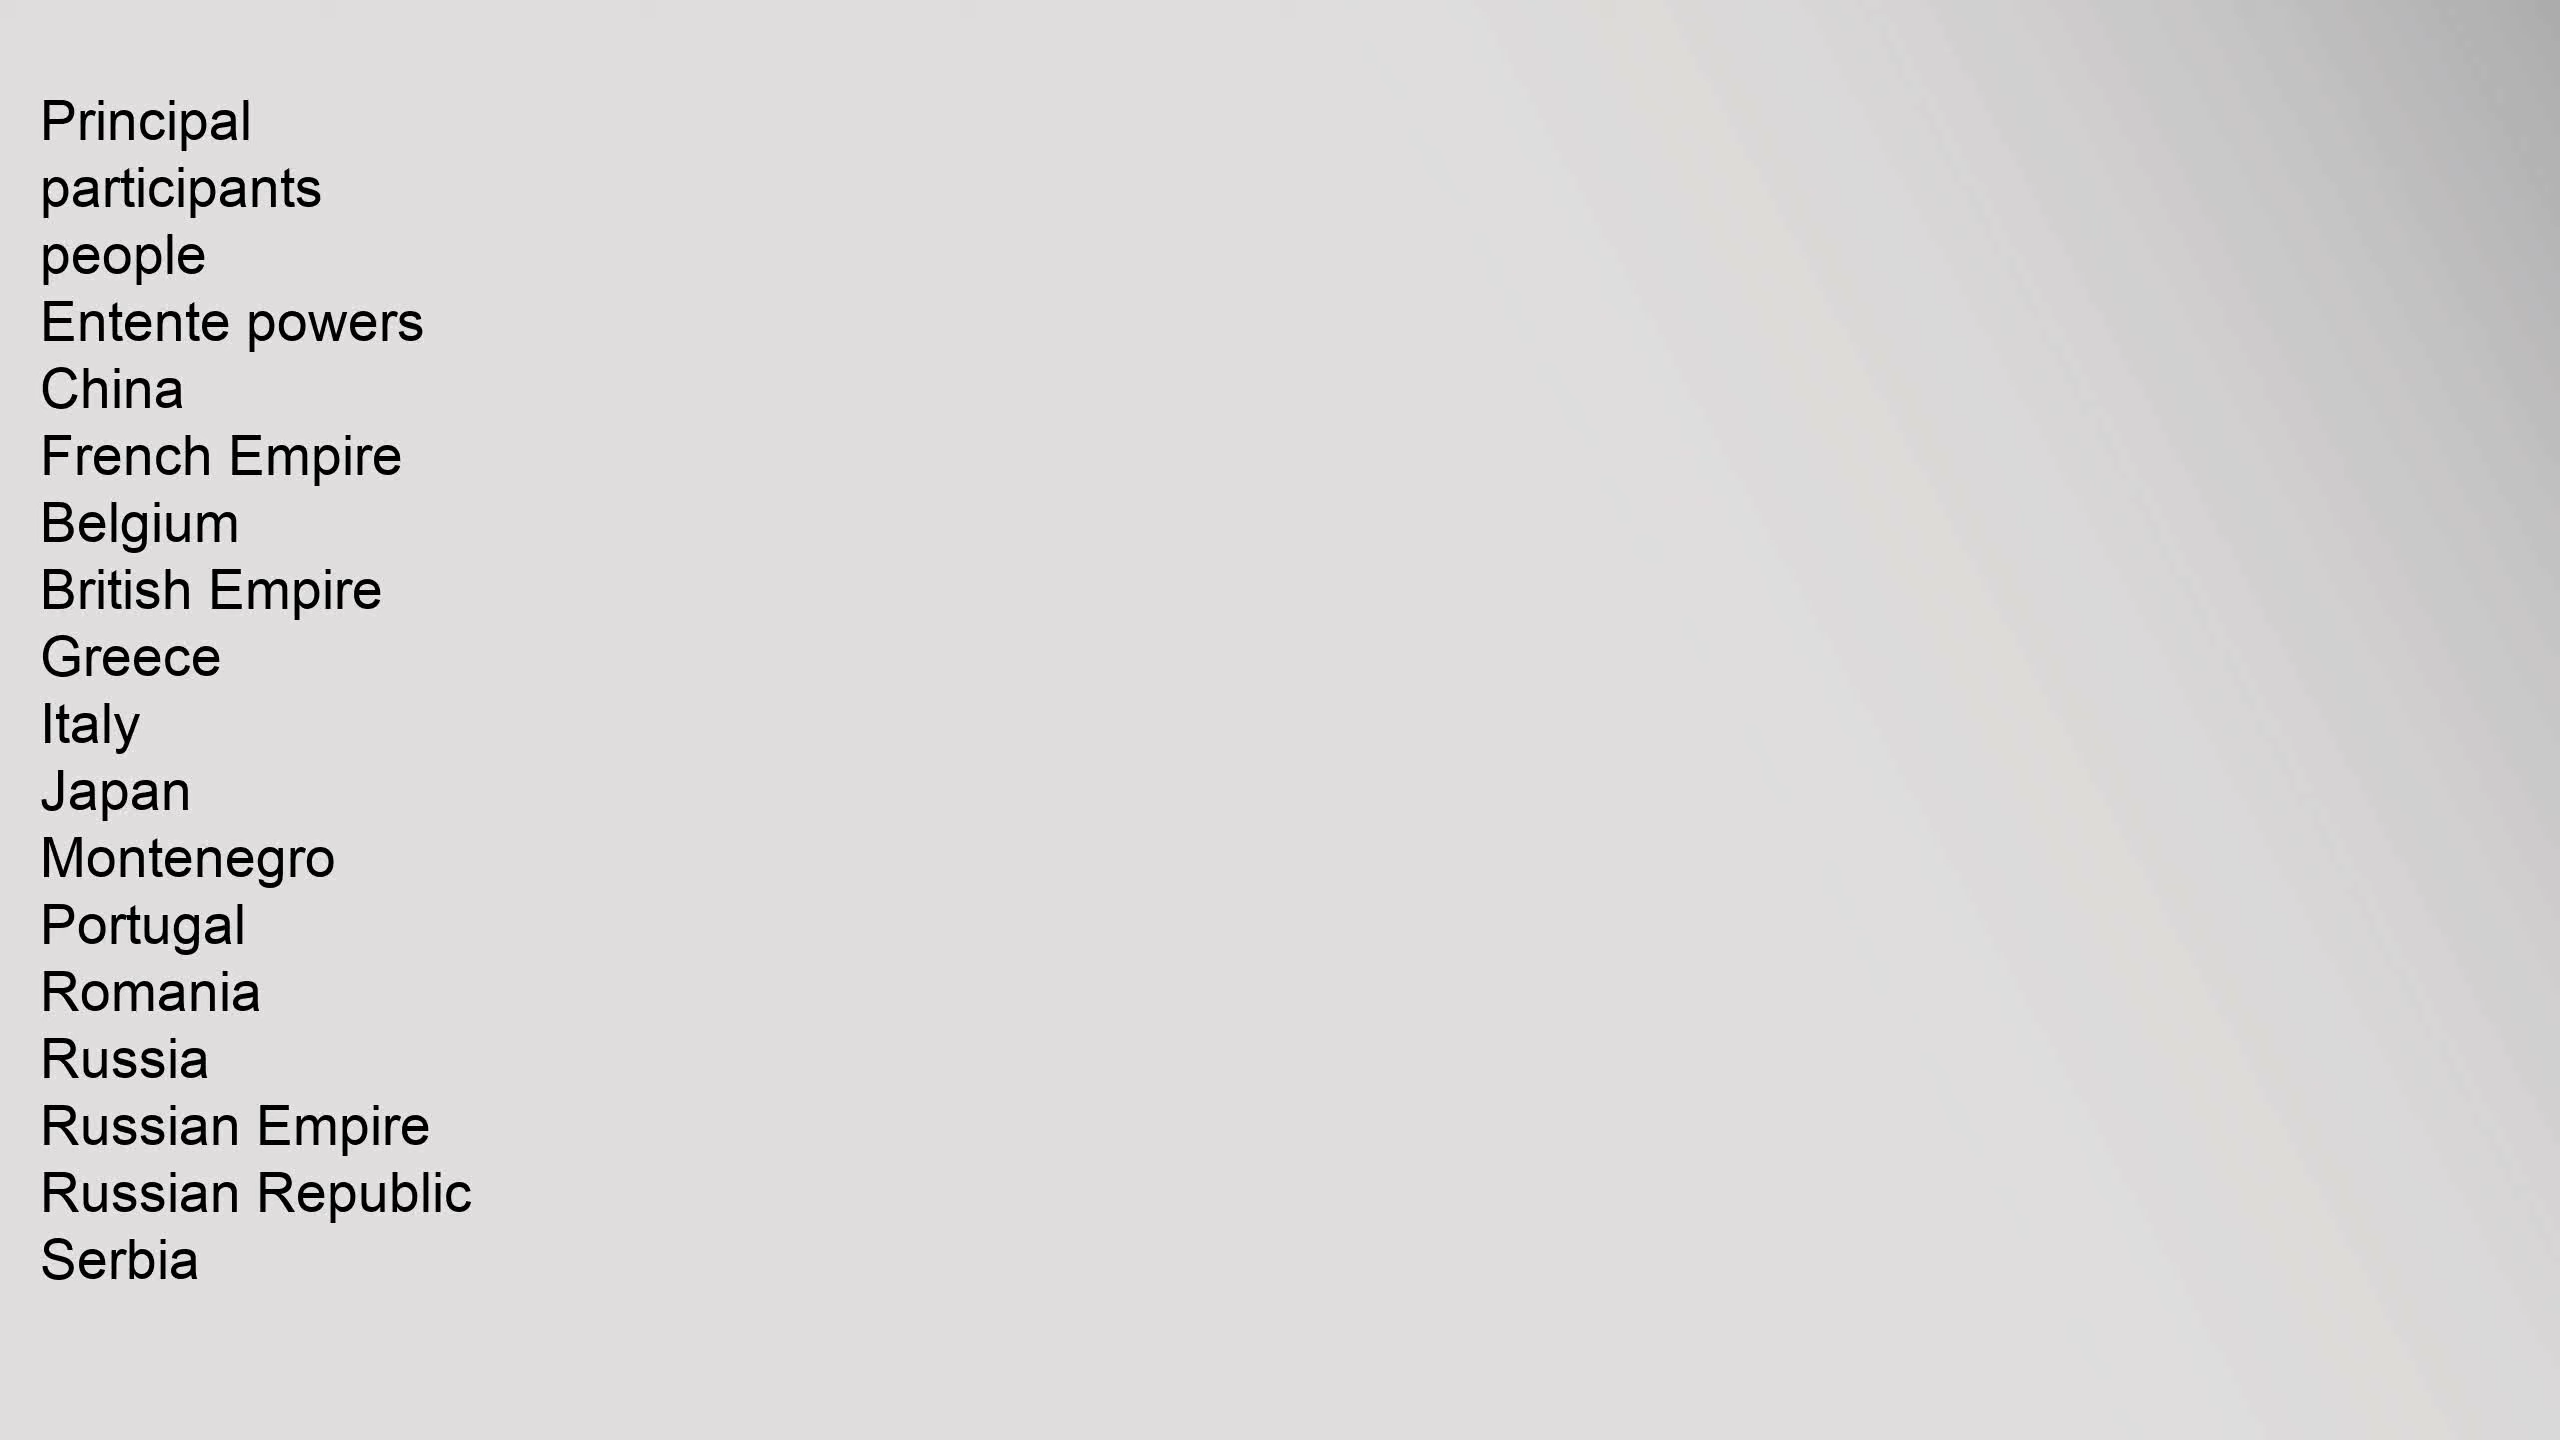 Principal
participants
people
Entente powers
China
French Empire
Belgium
British Empire
Greece
Italy
Japan
Montenegro
Portugal
Romania
Russia
Russian Empire
Russian Republic
Serbia